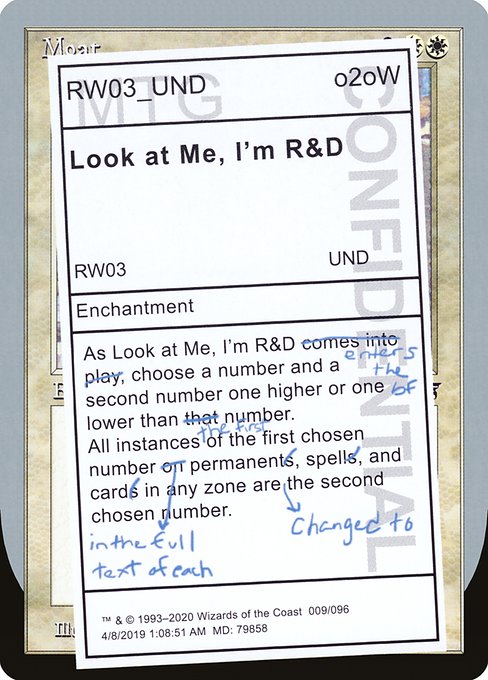 Moat
RW03_UND o2oW
MTG
CONFIDENTIAL
Look at Me, I'm R&D
RW03 UND
Enchantment
As Look at Me, I'm R&D comes into
enters
play, choose a number and a
the
second number one higher or one
bf
lower than that number.
the first
All instances of the first chosen
number on permanents, spells, and
cards in any zone are the second
chosen number.
changed to
in the full
text of each
™ & © 1993–2020 Wizards of the Coast 009/096
4/8/2019 1:08:51 AM MD: 79858